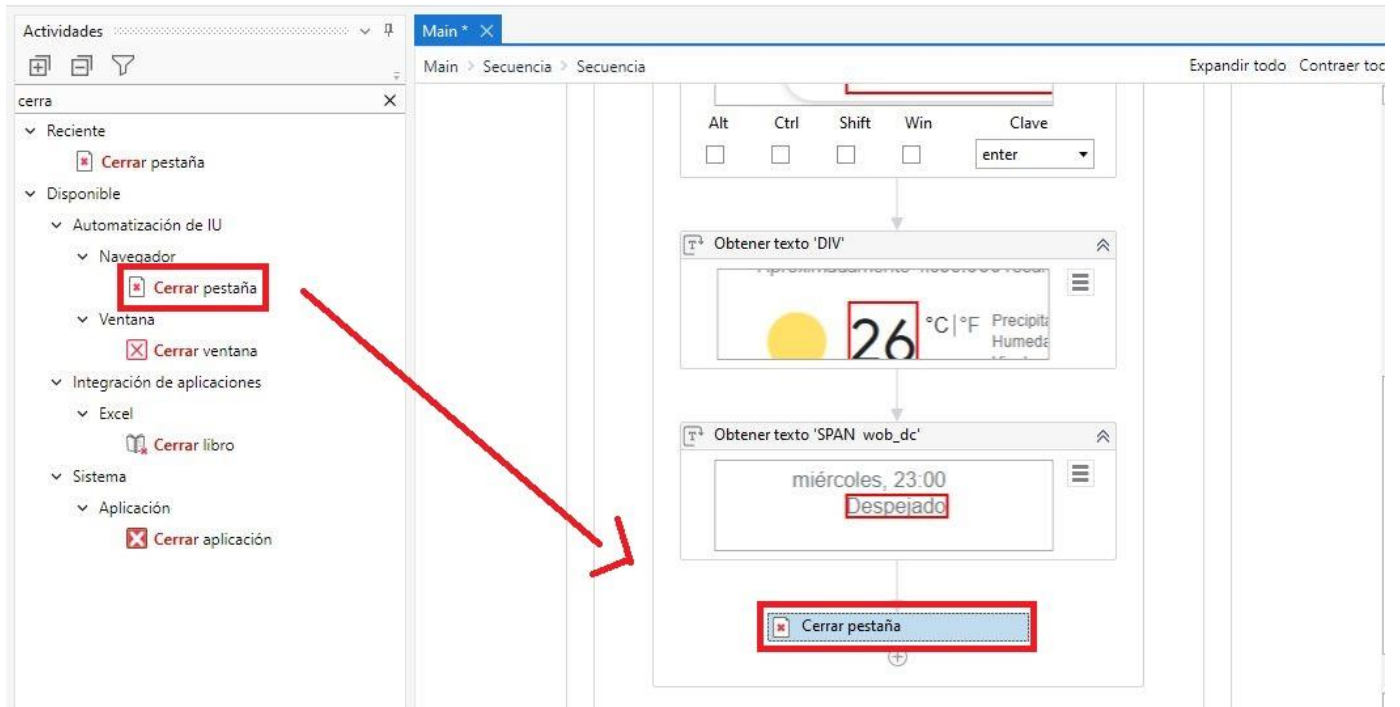 Actividades
cerra
Reciente
Cerrar pestaña
Disponible
Automatización de IU
Navegador
Cerrar pestaña
Ventana
Cerrar ventana
Integración de aplicaciones
Excel
Cerrar libro
Sistema
Aplicación
Cerrar aplicación
Main *
Main > Secuencia > Secuencia
Expandir todo Contraer toc
Alt Ctrl Shift Win Clave
enter
Obtener texto 'DIV'
26 °C | °F Precipita
Humeda
Obtener texto 'SPAN wob_dc'
miércoles, 23:00
Despejado
Cerrar pestaña